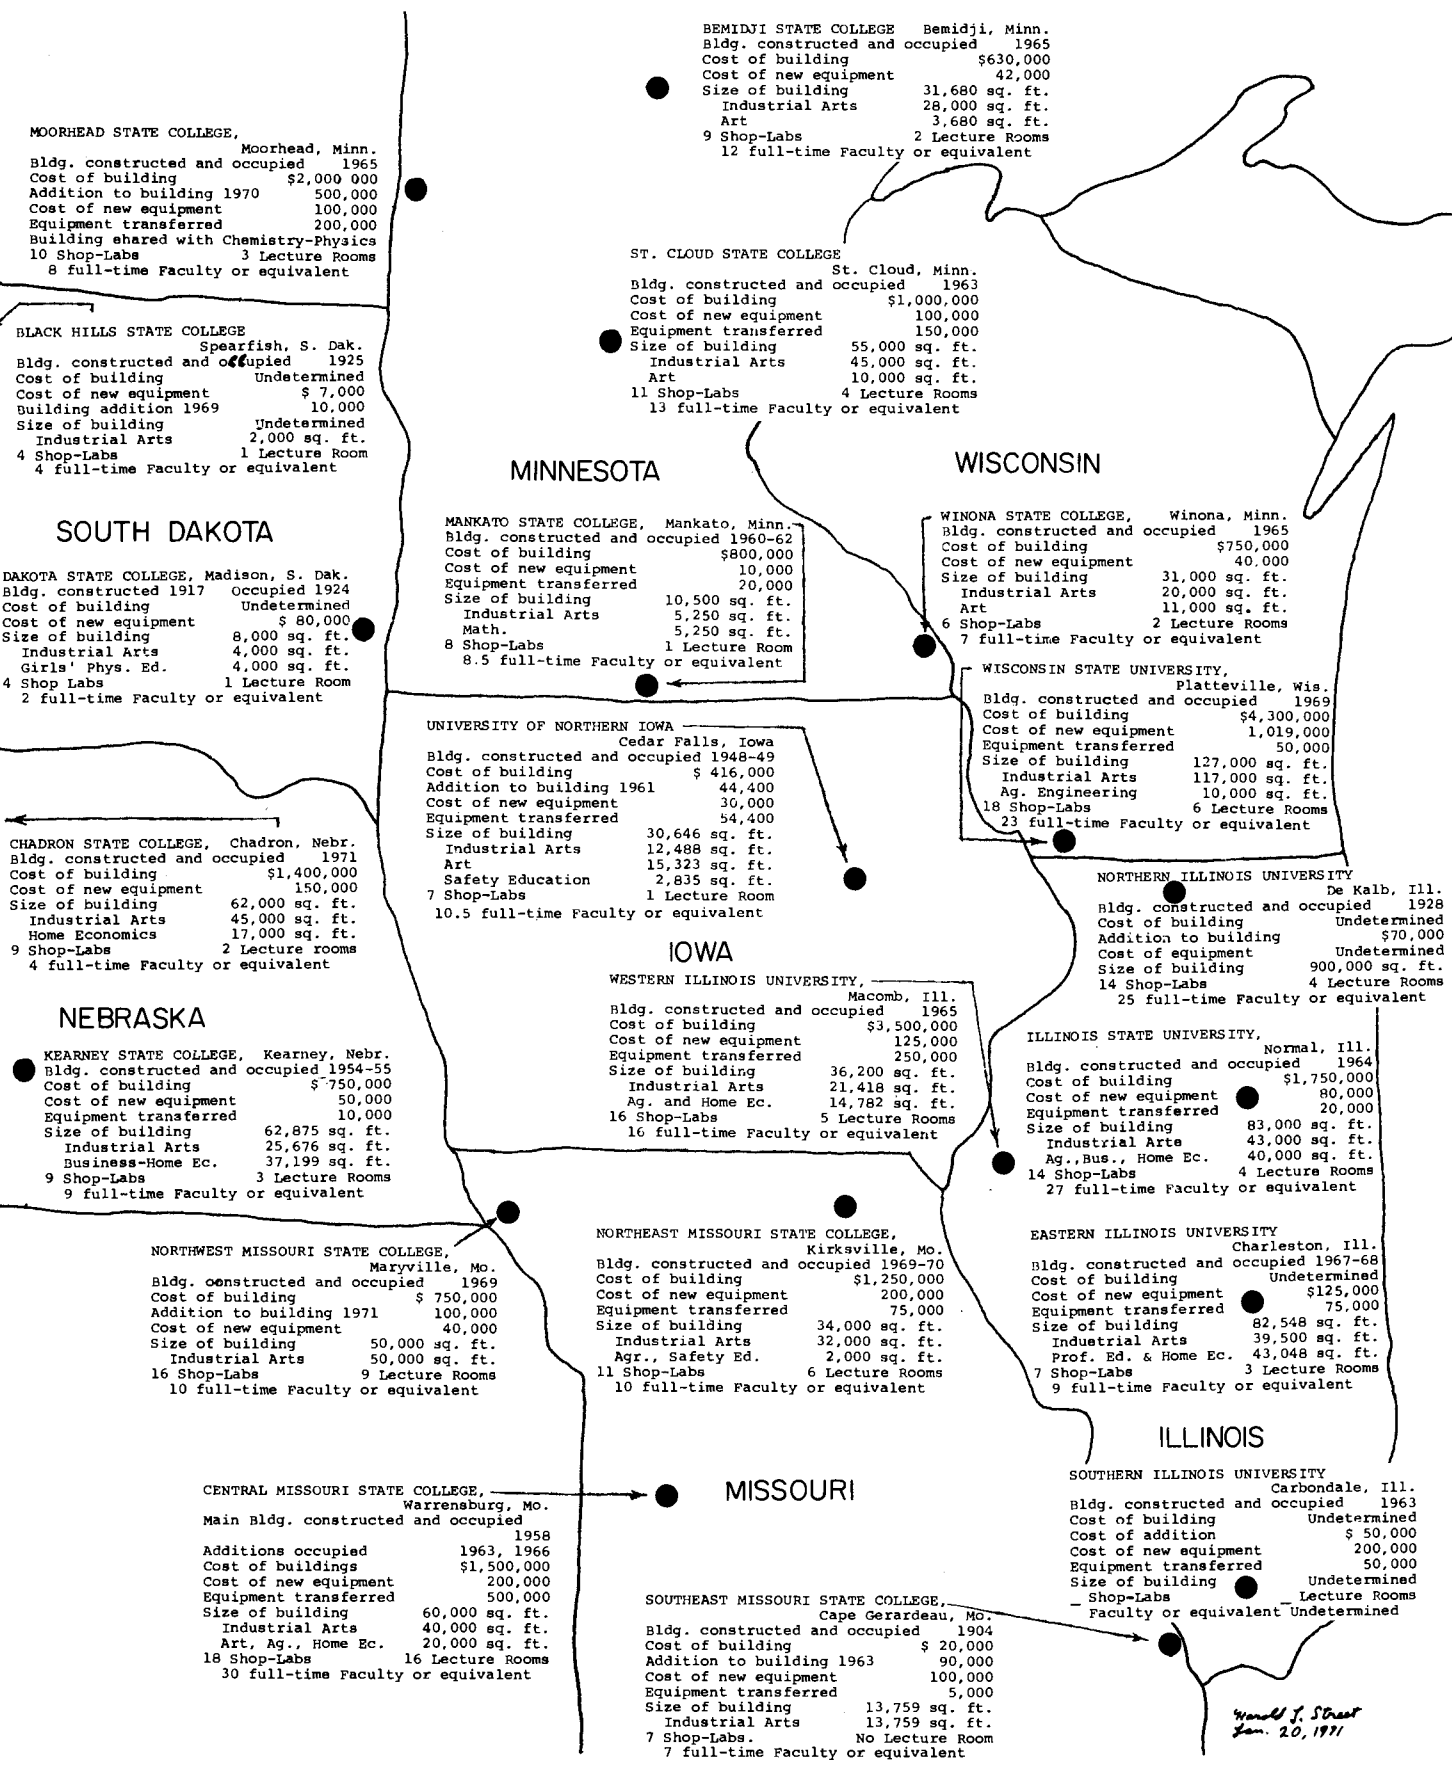 BEMIDJI STATE COLLEGE Bemidji, Minn.
Bldg. constructed and occupied 1965
Cost of building $630,000
Cost of new equipment 42,000
Size of building 31,680 sq. ft.
Industrial Arts 28,000 sq. ft.
Art 3,680 sq. ft.
9 Shop-Labs 2 Lecture Rooms
12 full-time Faculty or equivalent
MOORHEAD STATE COLLEGE,
Moorhead, Minn.
Bldg. constructed and occupied 1965
Cost of building $2,000 000
Addition to building 1970 500,000
Cost of new equipment 100,000
Equipment transferred 200,000
Building shared with Chemistry-Physics
10 Shop-Labs 3 Lecture Rooms
8 full-time Faculty or equivalent
ST. CLOUD STATE COLLEGE
St. Cloud, Minn.
Bldg. constructed and occupied 1963
Cost of building $1,000,000
Cost of new equipment 100,000
Equipment transferred 150,000
Size of building 55,000 sq. ft.
Industrial Arts 45,000 sq. ft.
Art 10,000 sq. ft.
11 Shop-Labs 4 Lecture Rooms
13 full-time Faculty or equivalent
BLACK HILLS STATE COLLEGE
Spearfish, S. Dak.
Bldg. constructed and occupied 1925
Cost of building Undetermined
Cost of new equipment $ 7,000
Building addition 1969 10,000
Size of building Undetermined
Industrial Arts 2,000 sq. ft.
4 Shop-Labs 1 Lecture Room
4 full-time Faculty or equivalent
MINNESOTA
WISCONSIN
SOUTH DAKOTA
MANKATO STATE COLLEGE, Mankato, Minn.
Bldg. constructed and occupied 1960-62
Cost of building $800,000
Cost of new equipment 10,000
Equipment transferred 20,000
Size of building 10,500 sq. ft.
Industrial Arts 5,250 sq. ft.
Math. 5,250 sq. ft.
8 Shop-Labs 1 Lecture Room
8.5 full-time Faculty or equivalent
WINONA STATE COLLEGE, Winona, Minn.
Bldg. constructed and occupied 1965
Cost of building $750,000
Cost of new equipment 40,000
Size of building 31,000 sq. ft.
Industrial Arts 20,000 sq. ft.
Art 11,000 sq. ft.
6 Shop-Labs 2 Lecture Rooms
7 full-time Faculty or equivalent
DAKOTA STATE COLLEGE, Madison, S. Dak.
Bldg. constructed 1917 Occupied 1924
Cost of building Undetermined
Cost of new equipment $ 80,000
Size of building 8,000 sq. ft.
Industrial Arts 4,000 sq. ft.
Girls' Phys. Ed. 4,000 sq. ft.
4 Shop Labs 1 Lecture Room
2 full-time Faculty or equivalent
WISCONSIN STATE UNIVERSITY,
Platteville, Wis.
Bldg. constructed and occupied 1969
Cost of building $4,300,000
Cost of new equipment 1,019,000
Equipment transferred 50,000
Size of building 127,000 sq. ft.
Industrial Arts 117,000 sq. ft.
Ag. Engineering 10,000 sq. ft.
18 Shop-Labs 6 Lecture Rooms
23 full-time Faculty or equivalent
UNIVERSITY OF NORTHERN IOWA
Cedar Falls, Iowa
Bldg. constructed and occupied 1948-49
Cost of building $ 416,000
Addition to building 1961 44,400
Cost of new equipment 30,000
Equipment transferred 54,400
Size of building 30,646 sq. ft.
Industrial Arts 12,488 sq. ft.
Art 15,323 sq. ft.
Safety Education 2,835 sq. ft.
7 Shop-Labs 1 Lecture Room
10.5 full-time Faculty or equivalent
CHADRON STATE COLLEGE, Chadron, Nebr.
Bldg. constructed and occupied 1971
Cost of building $1,400,000
Cost of new equipment 150,000
Size of building 62,000 sq. ft.
Industrial Arts 45,000 sq. ft.
Home Economics 17,000 sq. ft.
9 Shop-Labs 2 Lecture rooms
4 full-time Faculty or equivalent
NORTHERN ILLINOIS UNIVERSITY
De Kalb, Ill.
Bldg. constructed and occupied 1928
Cost of building Undetermined
Addition to building $70,000
Cost of equipment Undetermined
Size of building 900,000 sq. ft.
14 Shop-Labs 4 Lecture Rooms
25 full-time Faculty or equivalent
IOWA
WESTERN ILLINOIS UNIVERSITY,
Macomb, Ill.
Bldg. constructed and occupied 1965
Cost of building $3,500,000
Cost of new equipment 125,000
Equipment transferred 250,000
Size of building 36,200 sq. ft.
Industrial Arts 21,418 sq. ft.
Ag. and Home Ec. 14,782 sq. ft.
16 Shop-Labs 5 Lecture Rooms
16 full-time Faculty or equivalent
NEBRASKA
KEARNEY STATE COLLEGE, Kearney, Nebr.
Bldg. constructed and occupied 1954-55
Cost of building $ 750,000
Cost of new equipment 50,000
Equipment transferred 10,000
Size of building 62,875 sq. ft.
Industrial Arts 25,676 sq. ft.
Business-Home Ec. 37,199 sq. ft.
9 Shop-Labs 3 Lecture Rooms
9 full-time Faculty or equivalent
ILLINOIS STATE UNIVERSITY,
Normal, Ill.
Bldg. constructed and occupied 1964
Cost of building $1,750,000
Cost of new equipment 80,000
Equipment transferred 20,000
Size of building 83,000 sq. ft.
Industrial Arts 43,000 sq. ft.
Ag.,Bus., Home Ec. 40,000 sq. ft.
14 Shop-Labs 4 Lecture Rooms
27 full-time Faculty or equivalent
NORTHWEST MISSOURI STATE COLLEGE,
Maryville, Mo.
Bldg. constructed and occupied 1969
Cost of building $ 750,000
Addition to building 1971 100,000
Cost of new equipment 40,000
Size of building 50,000 sq. ft.
Industrial Arts 50,000 sq. ft.
16 Shop-Labs 9 Lecture Rooms
10 full-time Faculty or equivalent
NORTHEAST MISSOURI STATE COLLEGE,
Kirksville, Mo.
Bldg. constructed and occupied 1969-70
Cost of building $1,250,000
Cost of new equipment 200,000
Equipment transferred 75,000
Size of building 34,000 sq. ft.
Industrial Arts 32,000 sq. ft.
Agr., Safety Ed. 2,000 sq. ft.
11 Shop-Labs 6 Lecture Rooms
10 full-time Faculty or equivalent
EASTERN ILLINOIS UNIVERSITY
Charleston, Ill.
Bldg. constructed and occupied 1967-68
Cost of building Undetermined
Cost of new equipment $125,000
Equipment transferred 75,000
Size of building 82,548 sq. ft.
Industrial Arts 39,500 sq. ft.
Prof. Ed. & Home Ec. 43,048 sq. ft.
7 Shop-Labs 3 Lecture Rooms
9 full-time Faculty or equivalent
ILLINOIS
MISSOURI
CENTRAL MISSOURI STATE COLLEGE,
Warrensburg, Mo.
Main Bldg. constructed and occupied
1958
Additions occupied 1963, 1966
Cost of buildings $1,500,000
Cost of new equipment 200,000
Equipment transferred 500,000
Size of building 60,000 sq. ft.
Industrial Arts 40,000 sq. ft.
Art, Ag., Home Ec. 20,000 sq. ft.
18 Shop-Labs 16 Lecture Rooms
30 full-time Faculty or equivalent
SOUTHERN ILLINOIS UNIVERSITY
Carbondale, Ill.
Bldg. constructed and occupied 1963
Cost of building Undetermined
Cost of addition $ 50,000
Cost of new equipment 200,000
Equipment transferred 50,000
Size of building Undetermined
_ Shop-Labs _ Lecture Rooms
Faculty or equivalent Undetermined
SOUTHEAST MISSOURI STATE COLLEGE,
Cape Gerardeau, Mo.
Bldg. constructed and occupied 1904
Cost of building $ 20,000
Addition to building 1963 90,000
Cost of new equipment 100,000
Equipment transferred 5,000
Size of building 13,759 sq. ft.
Industrial Arts 13,759 sq. ft.
7 Shop-Labs. No Lecture Room
7 full-time Faculty or equivalent
Harold J. Street
Jan. 20, 1971